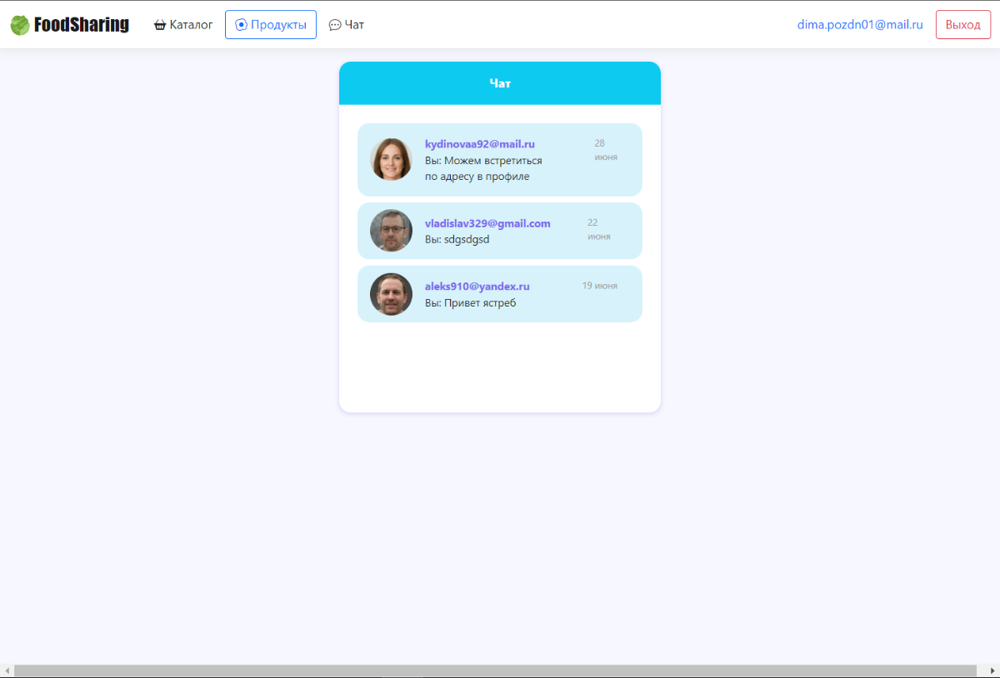 FoodSharing Каталог Продукты Чат dima.pozdn01@mail.ru Выход
Чат
kydinovaa92@mail.ru 28
июня
Вы: Можем встретиться
по адресу в профиле
vladislav329@gmail.com 22
июня
Вы: sdgsdgsd
aleks910@yandex.ru 19 июня
Вы: Привет ястреб